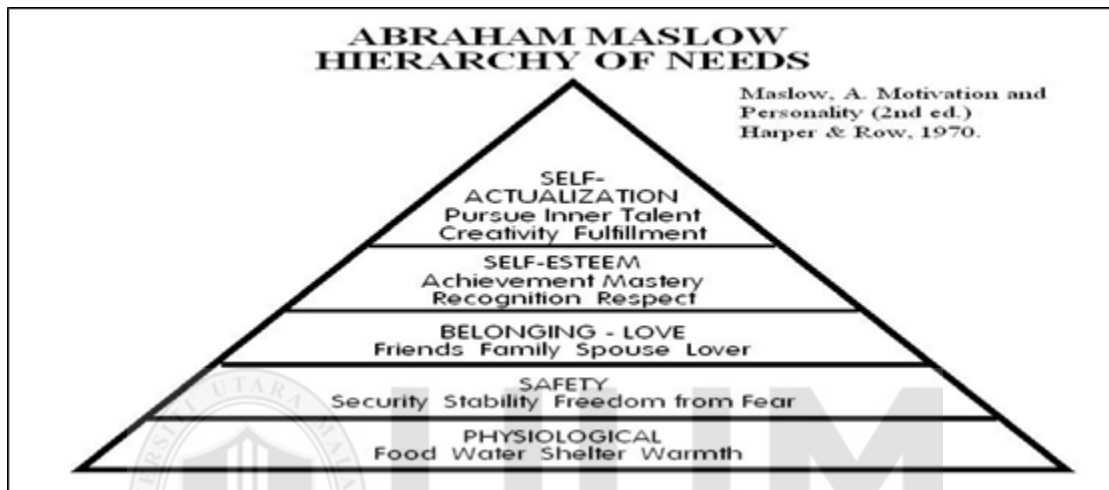 ABRAHAM MASLOW
HIERARCHY OF NEEDS
Maslow, A. Motivation and
Personality (2nd ed.)
Harper & Row, 1970.
SELF-
ACTUALIZATION
Pursue Inner Talent
Creativity Fulfillment
SELF-ESTEEM
Achievement Mastery
Recognition Respect
BELONGING - LOVE
Friends Family Spouse Lover
SAFETY
Security Stability Freedom from Fear
PHYSIOLOGICAL
Food Water Shelter Warmth
UTARA